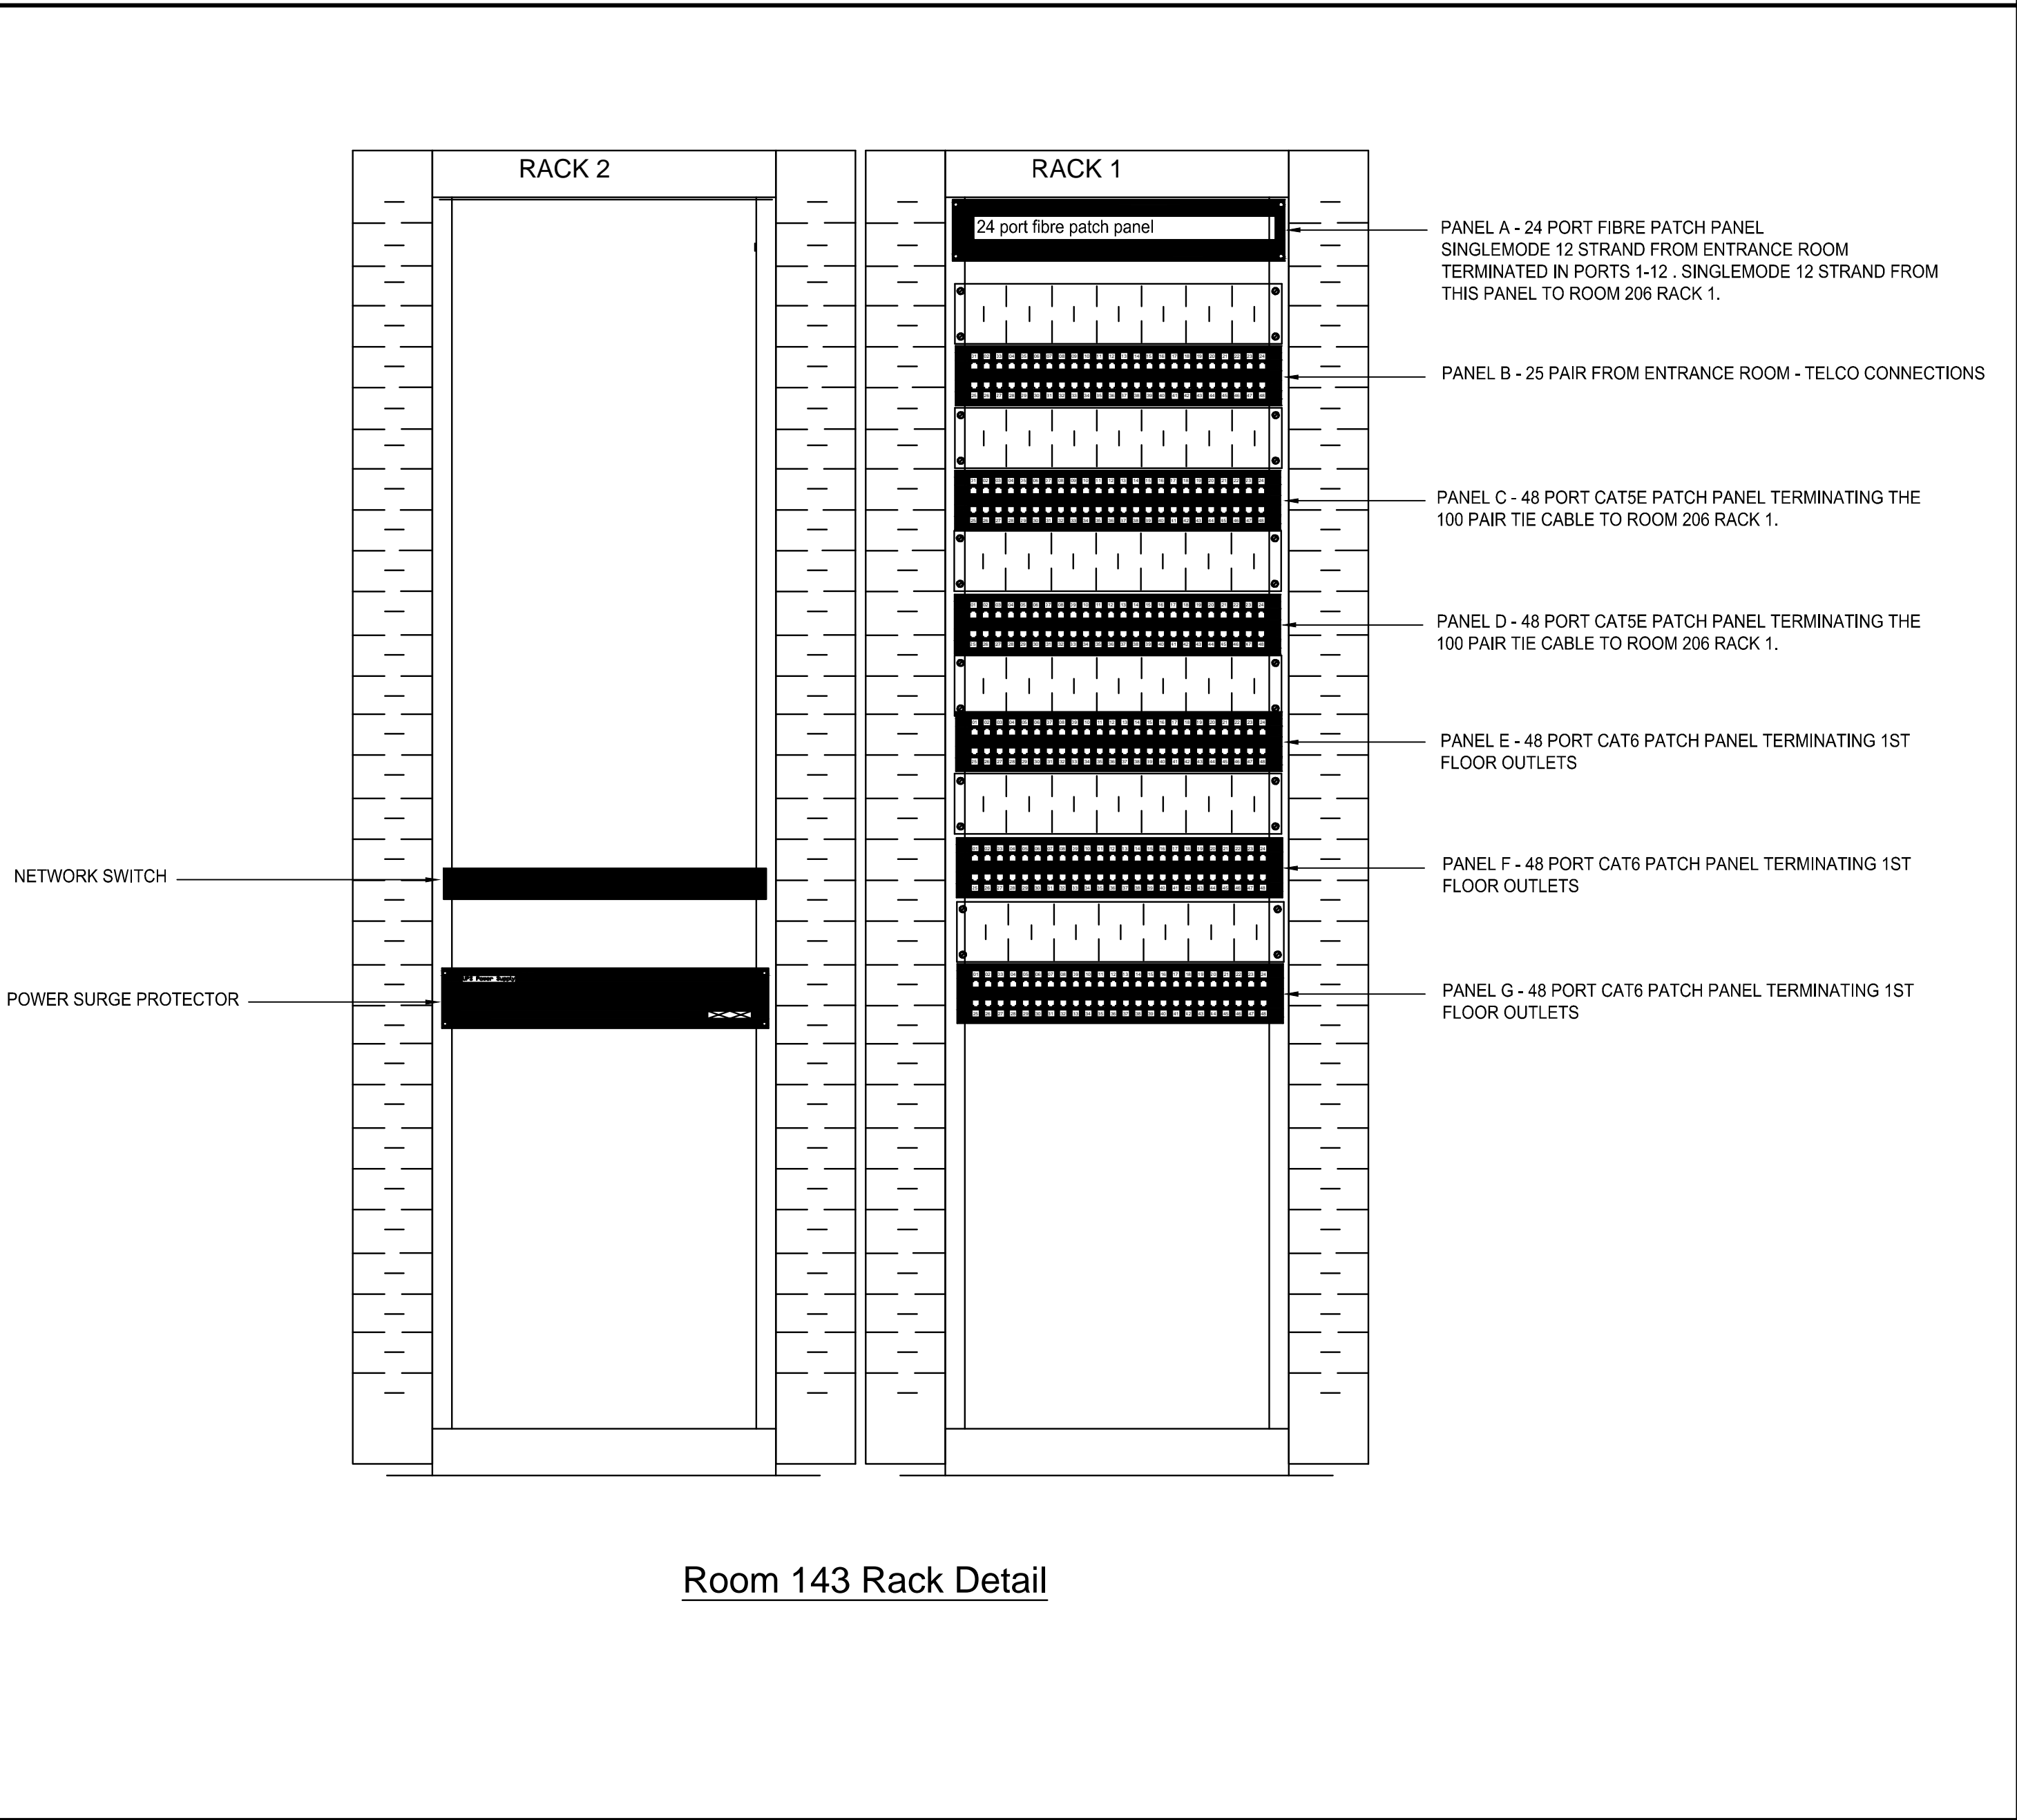 RACK 2
RACK 1
24 port fibre patch panel
PANEL A - 24 PORT FIBRE PATCH PANEL
SINGLEMODE 12 STRAND FROM ENTRANCE ROOM
TERMINATED IN PORTS 1-12 . SINGLEMODE 12 STRAND FROM
THIS PANEL TO ROOM 206 RACK 1.
PANEL B - 25 PAIR FROM ENTRANCE ROOM - TELCO CONNECTIONS
PANEL C - 48 PORT CAT5E PATCH PANEL TERMINATING THE
100 PAIR TIE CABLE TO ROOM 206 RACK 1.
PANEL D - 48 PORT CAT5E PATCH PANEL TERMINATING THE
100 PAIR TIE CABLE TO ROOM 206 RACK 1.
PANEL E - 48 PORT CAT6 PATCH PANEL TERMINATING 1ST
FLOOR OUTLETS
NETWORK SWITCH
PANEL F - 48 PORT CAT6 PATCH PANEL TERMINATING 1ST
FLOOR OUTLETS
Power Supply
POWER SURGE PROTECTOR
PANEL G - 48 PORT CAT6 PATCH PANEL TERMINATING 1ST
FLOOR OUTLETS
Room 143 Rack Detail